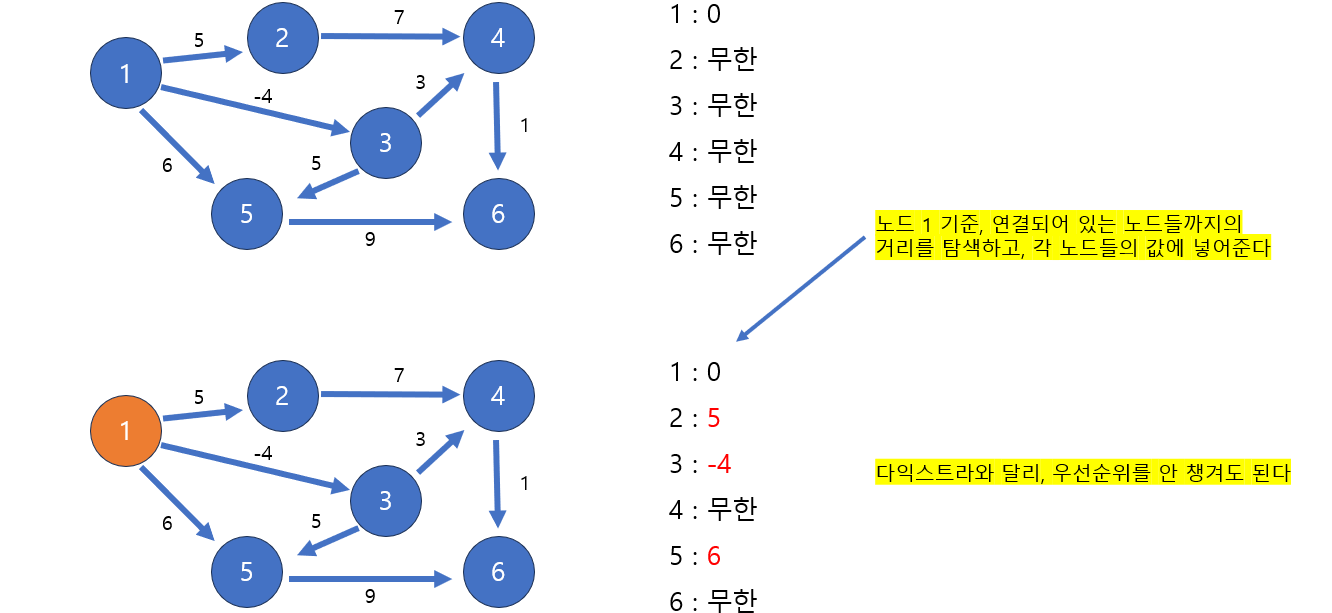 5
7
1
2
4
-4
3
3
1
6
5
5
6
9
1 : 0
2 : 무한
3 : 무한
4 : 무한
5 : 무한
6 : 무한
노드 1 기준, 연결되어 있는 노드들까지의
거리를 탐색하고, 각 노드들의 값에 넣어준다
5
7
1
2
4
-4
3
3
1
6
5
5
6
9
1 : 0
2 : 5
3 : -4
4 : 무한
5 : 6
6 : 무한
다익스트라와 달리, 우선순위를 안 챙겨도 된다